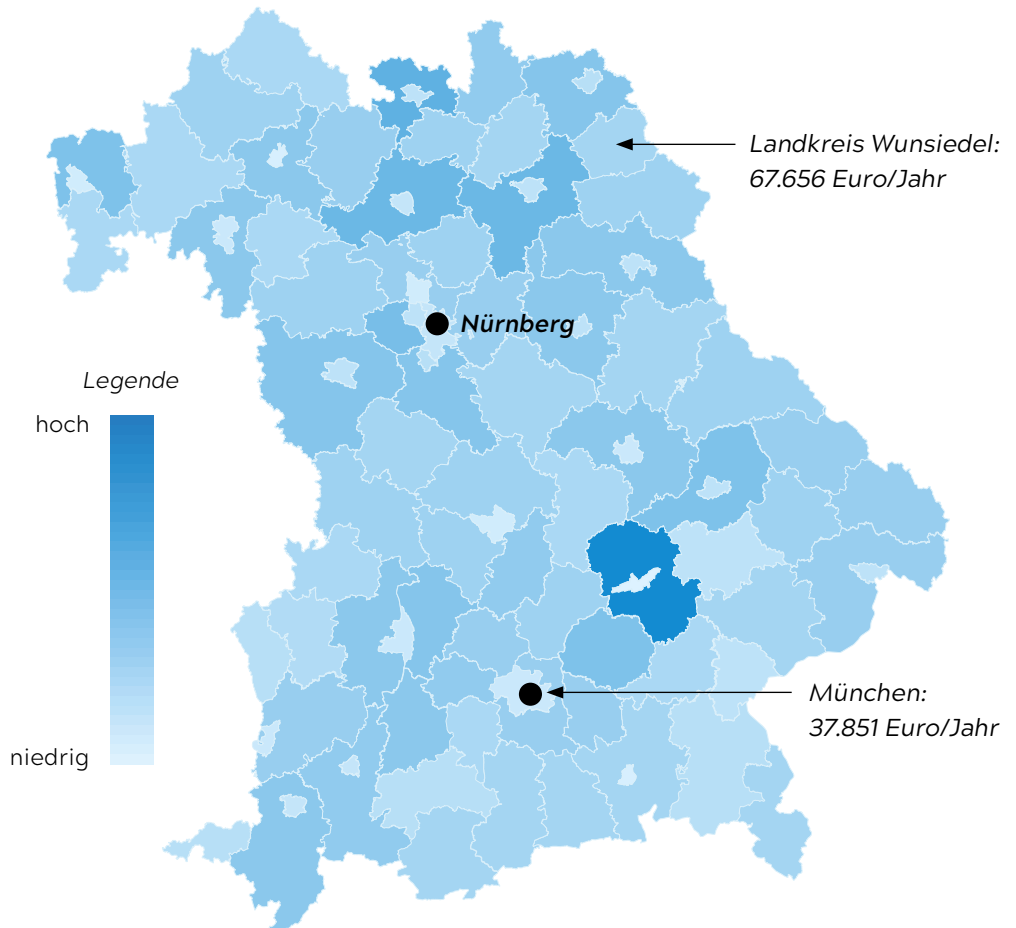 Landkreis Wunsiedel:
67.656 Euro/Jahr
Nürnberg
Legende
hoch
niedrig
München:
37.851 Euro/Jahr